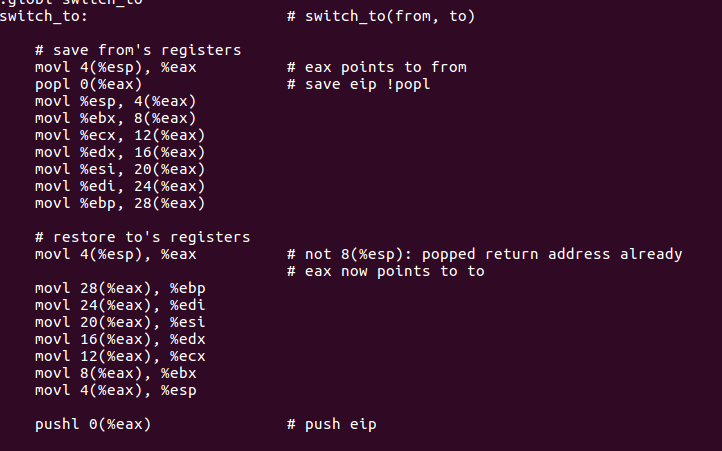 .globl switch_to
switch_to: # switch_to(from, to)
# save from's registers
movl 4(%esp), %eax # eax points to from
popl 0(%eax) # save eip !popl
movl %esp, 4(%eax)
movl %ebx, 8(%eax)
movl %ecx, 12(%eax)
movl %edx, 16(%eax)
movl %esi, 20(%eax)
movl %edi, 24(%eax)
movl %ebp, 28(%eax)
# restore to's registers
movl 4(%esp), %eax # not 8(%esp): popped return address already
# eax now points to to
movl 28(%eax), %ebp
movl 24(%eax), %edi
movl 20(%eax), %esi
movl 16(%eax), %edx
movl 12(%eax), %ecx
movl 8(%eax), %ebx
movl 4(%eax), %esp
pushl 0(%eax) # push eip